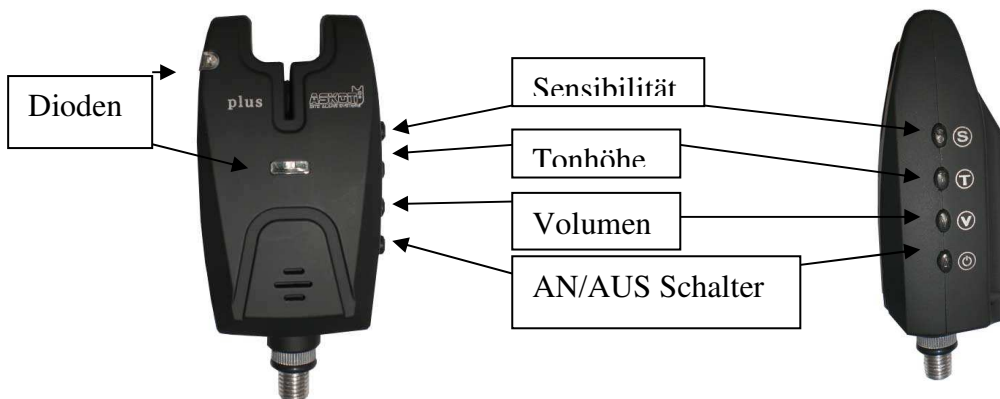 Dioden
plus
Sensibilität
Tonhöhe
Volumen
AN/AUS Schalter
S
T
V